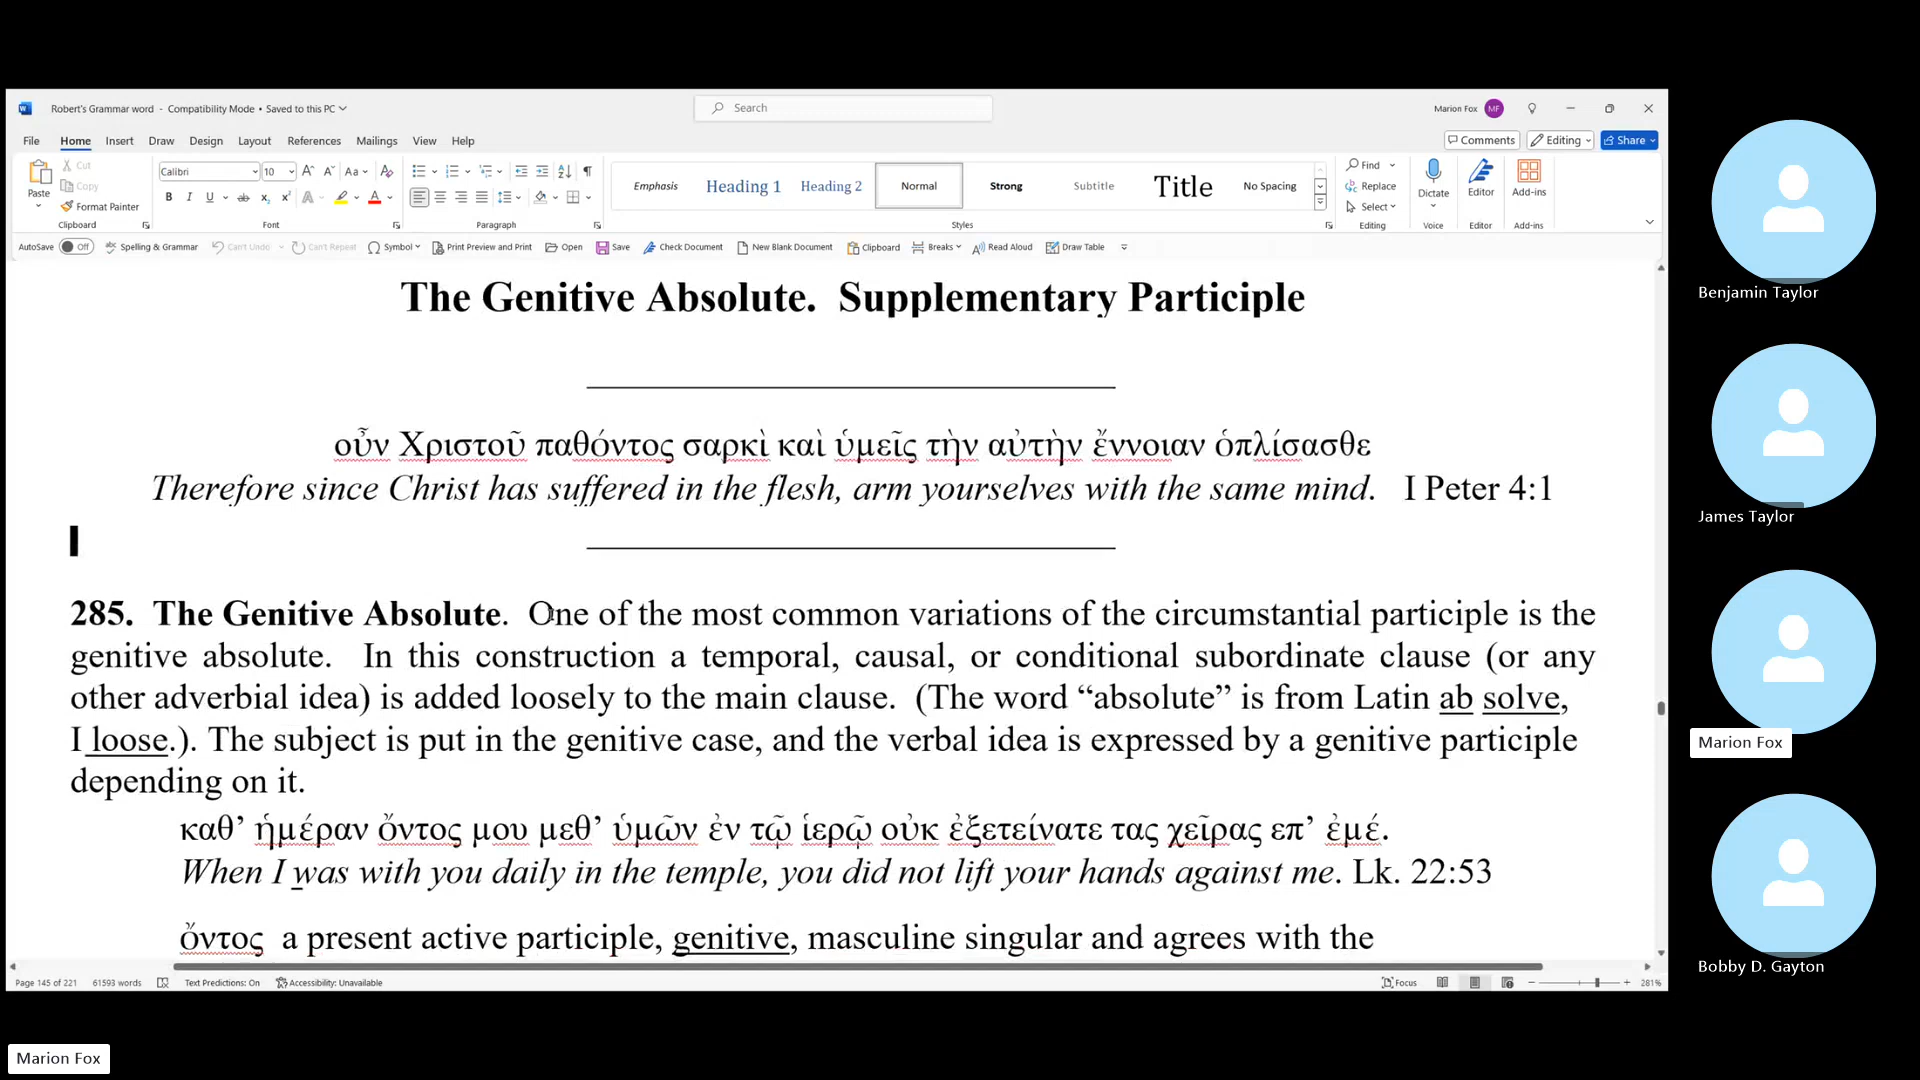 Robert's Grammar word - Compatibility Mode • Saved to this PC
Search
Marion Fox MF
File Home Insert Draw Design Layout References Mailings View Help
Comments Editing Share
Paste Cut Copy Format Painter
Calibri 10
Emphasis Heading 1 Heading 2 Normal Strong Subtitle Title No Spacing
Find Replace Select
Dictate Editor Add-ins
Clipboard Font Paragraph Styles Editing Voice Editor Add-ins
AutoSave Off Spelling & Grammar Can't Undo Can't Repeat Symbol Print Preview and Print Open Save Check Document New Blank Document Clipboard Breaks Read Aloud Draw Table
The Genitive Absolute. Supplementary Participle
οὖν Χριστοῦ παθόντος σαρκὶ καὶ ὑμεῖς τὴν αὐτὴν ἔννοιαν ὁπλίσασθε
Therefore since Christ has suffered in the flesh, arm yourselves with the same mind. I Peter 4:1
285. The Genitive Absolute. One of the most common variations of the circumstantial participle is the
genitive absolute. In this construction a temporal, causal, or conditional subordinate clause (or any
other adverbial idea) is added loosely to the main clause. (The word “absolute” is from Latin ab solve,
I loose.). The subject is put in the genitive case, and the verbal idea is expressed by a genitive participle
depending on it.
καθ’ ἡμέραν ὄντος μου μεθ’ ὑμῶν ἐν τῷ ἱερῷ οὐκ ἐξετείνατε τας χεῖρας επ’ ἐμέ.
When I was with you daily in the temple, you did not lift your hands against me. Lk. 22:53
ὄντος a present active participle, genitive, masculine singular and agrees with the
Page 145 of 221 61593 words Text Predictions: On Accessibility: Unavailable Focus 281%
Benjamin Taylor
James Taylor
Marion Fox
Bobby D. Gayton
Marion Fox